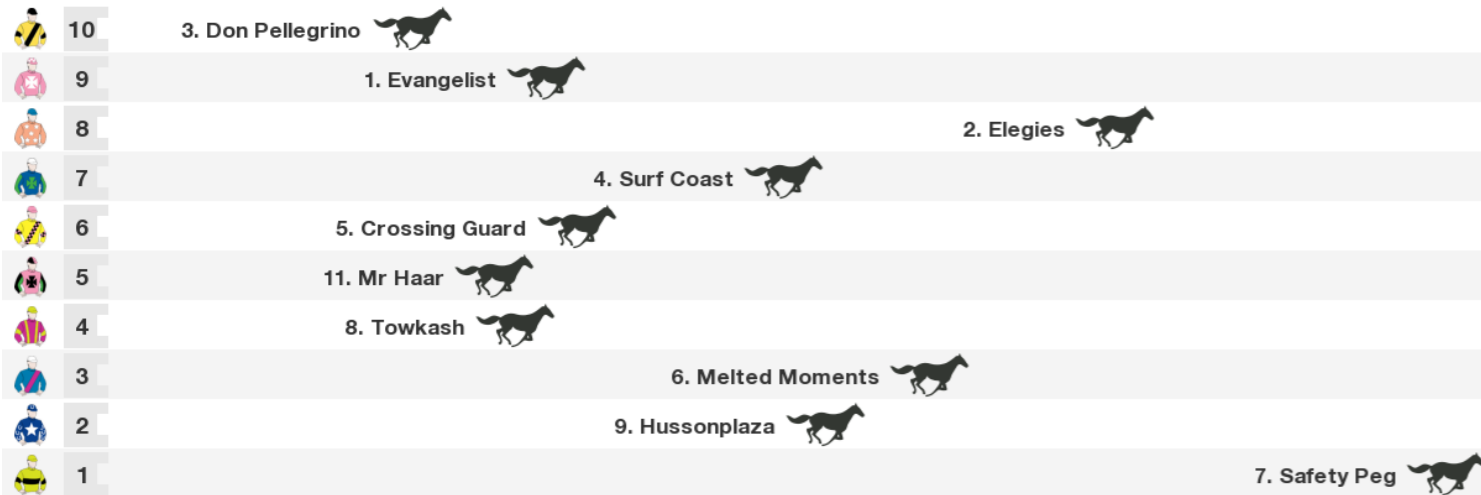 10 3. Don Pellegrino
9 1. Evangelist
8 2. Elegies
7 4. Surf Coast
6 5. Crossing Guard
5 11. Mr Haar
4 8. Towkash
3 6. Melted Moments
2 9. Hussonplaza
1 7. Safety Peg